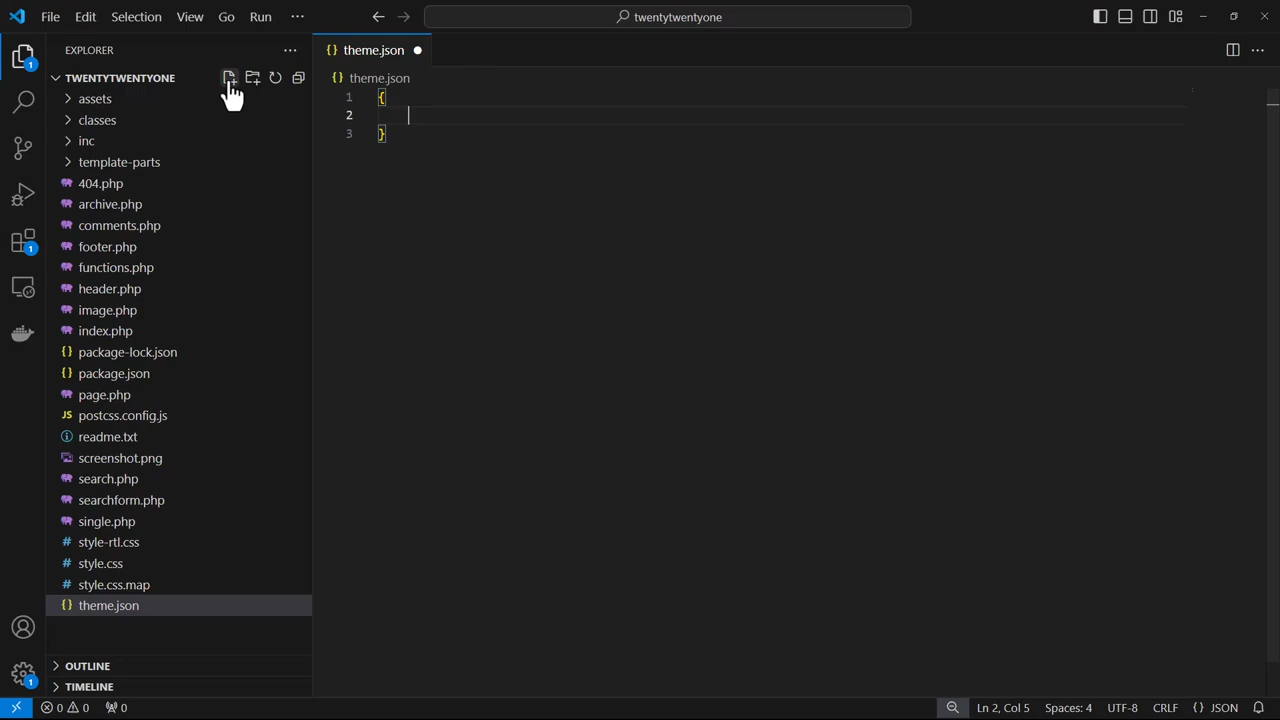 File Edit Selection View Go Run ···
twentytwentyone
EXPLORER ···
TWENTYTWENTYONE
assets
classes
inc
template-parts
404.php
archive.php
comments.php
footer.php
functions.php
header.php
image.php
index.php
{} package-lock.json
{} package.json
page.php
JS postcss.config.js
readme.txt
screenshot.png
search.php
searchform.php
single.php
# style-rtl.css
# style.css
# style.css.map
{} theme.json
OUTLINE
TIMELINE
1
1
1
{} theme.json
{} theme.json
1 {
2
3 }
0 0 0
Ln 2, Col 5 Spaces: 4 UTF-8 CRLF {} JSON